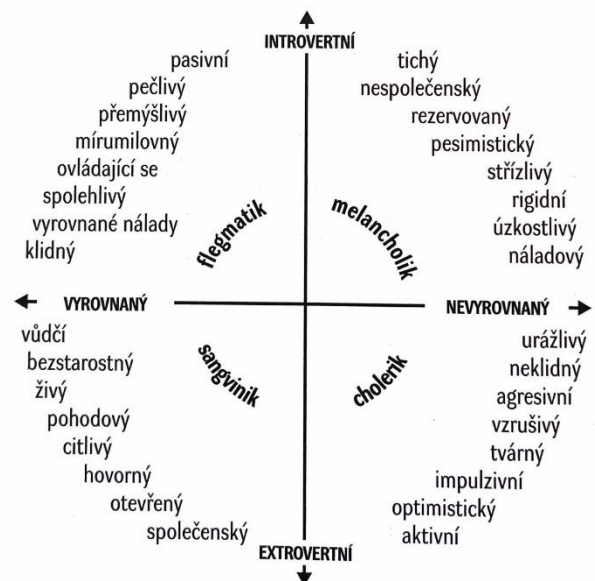 INTROVERTNÍ
pasivní
pečlivý
přemýšlivý
mírumilovný
ovládající se
spolehlivý
vyrovnané nálady
klidný
flegmatik
tichý
nespolečenský
rezervovaný
pesimistický
střízlivý
rigidní
úzkostlivý
náladový
melancholik
VYROVNANÝ
NEVYROVNANÝ
vůdčí
bezstarostný
živý
pohodový
citlivý
hovorný
otevřený
společenský
sangvinik
urážlivý
neklidný
agresivní
vzrušivý
tvárný
impulzivní
optimistický
aktivní
cholerik
EXTROVERTNÍ